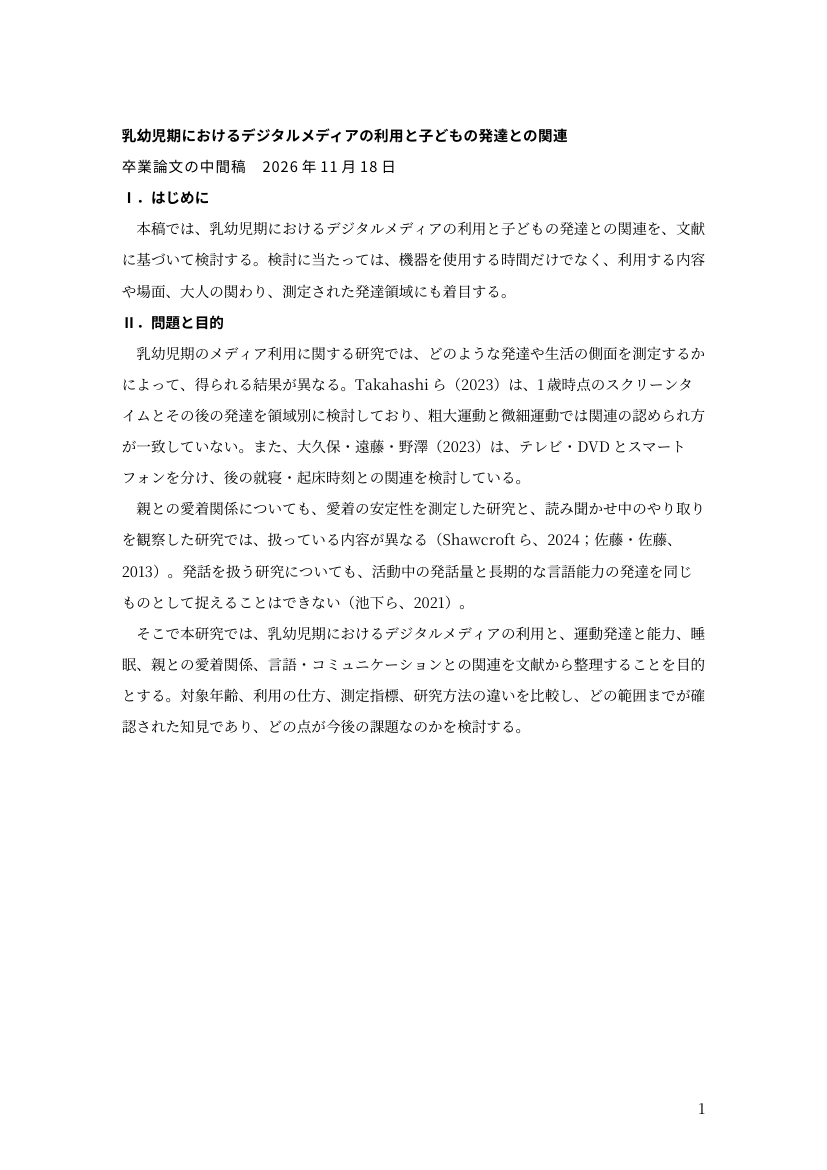 乳幼児期におけるデジタルメディアの利用と子どもの発達との関連
卒業論文の中間稿　2026 年 11 月 18 日
Ⅰ．はじめに
　本稿では、乳幼児期におけるデジタルメディアの利用と子どもの発達との関連を、文献
に基づいて検討する。検討に当たっては、機器を使用する時間だけでなく、利用する内容
や場面、大人の関わり、測定された発達領域にも着目する。
Ⅱ．問題と目的
　乳幼児期のメディア利用に関する研究では、どのような発達や生活の側面を測定するか
によって、得られる結果が異なる。Takahashi ら（2023）は、1 歳時点のスクリーンタ
イムとその後の発達を領域別に検討しており、粗大運動と微細運動では関連の認められ方
が一致していない。また、大久保・遠藤・野澤（2023）は、テレビ・DVD とスマート
フォンを分け、後の就寝・起床時刻との関連を検討している。
　親との愛着関係についても、愛着の安定性を測定した研究と、読み聞かせ中のやり取り
を観察した研究では、扱っている内容が異なる（Shawcroft ら、2024；佐藤・佐藤、
2013）。発話を扱う研究についても、活動中の発話量と長期的な言語能力の発達を同じ
ものとして捉えることはできない（池下ら、2021）。
　そこで本研究では、乳幼児期におけるデジタルメディアの利用と、運動発達と能力、睡
眠、親との愛着関係、言語・コミュニケーションとの関連を文献から整理することを目的
とする。対象年齢、利用の仕方、測定指標、研究方法の違いを比較し、どの範囲までが確
認された知見であり、どの点が今後の課題なのかを検討する。
1